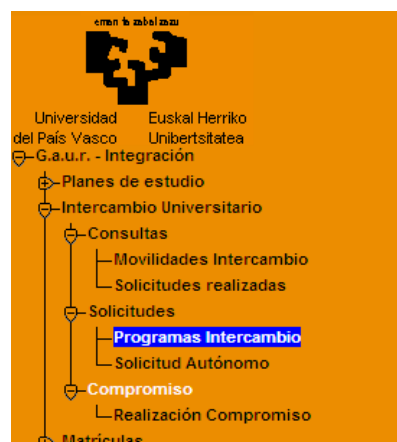 eman ta zabal zazu
Universidad Euskal Herriko
del País Vasco Unibertsitatea
G.a.u.r. - Integración
Planes de estudio
Intercambio Universitario
Consultas
Movilidades Intercambio
Solicitudes realizadas
Solicitudes
Programas Intercambio
Solicitud Autónomo
Compromiso
Realización Compromiso
Matrículas